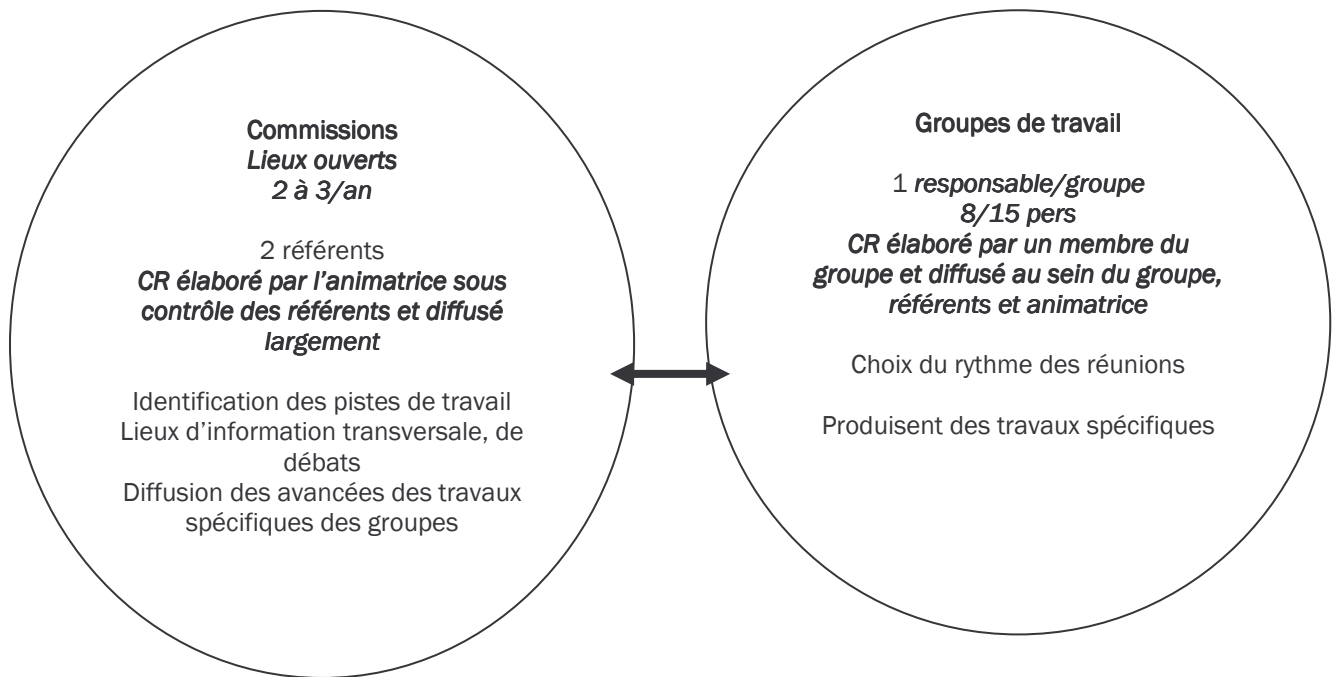 Commissions
Lieux ouverts
2 à 3/an
2 référents
CR élaboré par l’animatrice sous
contrôle des référents et diffusé
largement
Identification des pistes de travail
Lieux d’information transversale, de
débats
Diffusion des avancées des travaux
spécifiques des groupes
Groupes de travail
1 responsable/groupe
8/15 pers
CR élaboré par un membre du
groupe et diffusé au sein du groupe,
référents et animatrice
Choix du rythme des réunions
Produisent des travaux spécifiques